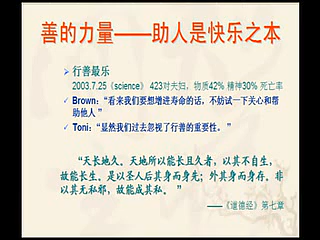 善的力量——助人是快乐之本
行善最乐
2003.7.25《science》 423对夫妇，物质42% 精神30% 死亡率
Brown：“看来我们要想增进寿命的话，不妨试一下关心和帮
助他人 ”
Toni：“显然我们过去忽视了行善的重要性。 ”
“天长地久。天地所以能长且久者，以其不自生，
故能长生。是以圣人后其身而身先；外其身而身存。非
以其无私邪，故能成其私。 ”
——《道德经》第七章